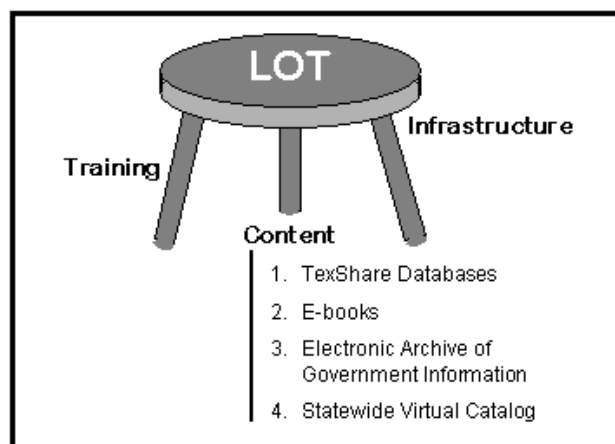 LOT
Infrastructure
Training
Content
1. TexShare Databases
2. E-books
3. Electronic Archive of
Government Information
4. Statewide Virtual Catalog